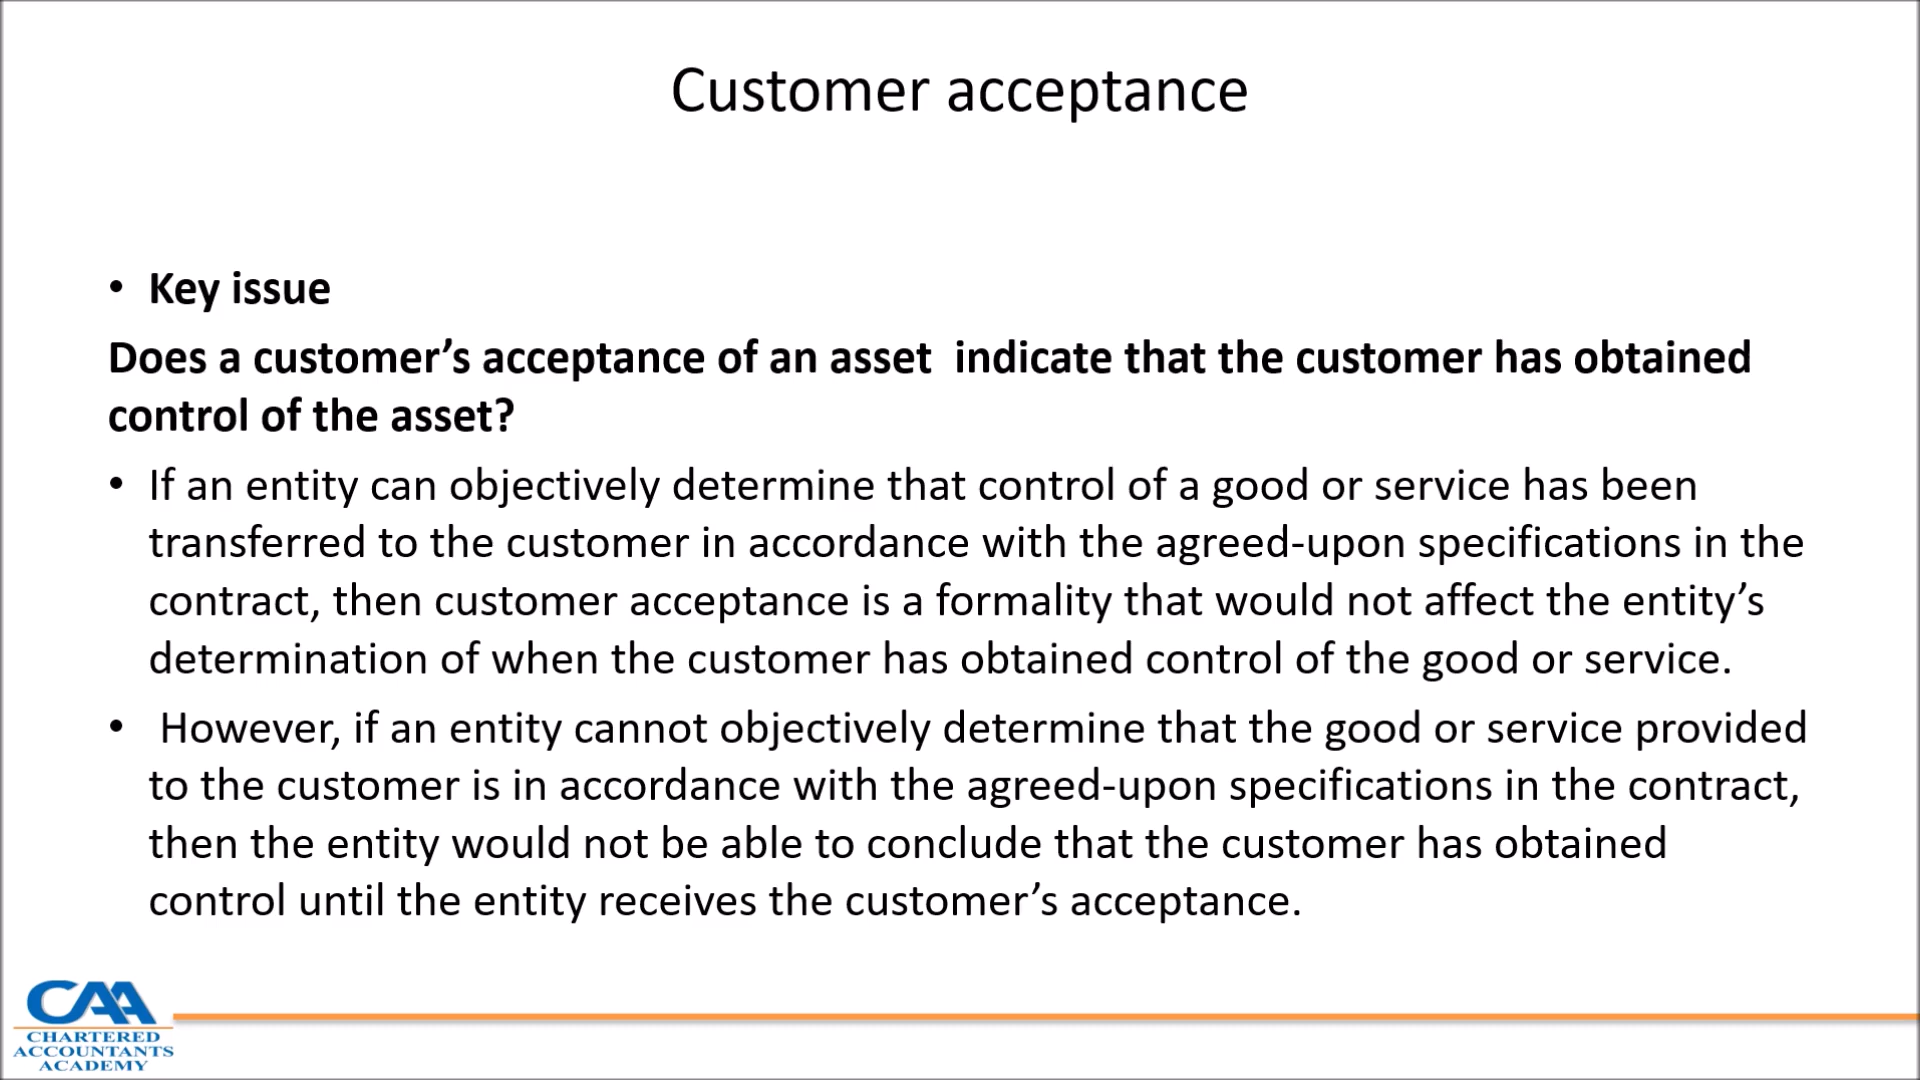 Customer acceptance
• Key issue
Does a customer’s acceptance of an asset  indicate that the customer has obtained
control of the asset?
• If an entity can objectively determine that control of a good or service has been
transferred to the customer in accordance with the agreed-upon specifications in the
contract, then customer acceptance is a formality that would not affect the entity’s
determination of when the customer has obtained control of the good or service.
•  However, if an entity cannot objectively determine that the good or service provided
to the customer is in accordance with the agreed-upon specifications in the contract,
then the entity would not be able to conclude that the customer has obtained
control until the entity receives the customer’s acceptance.
CAA
CHARTERED
ACCOUNTANTS
ACADEMY